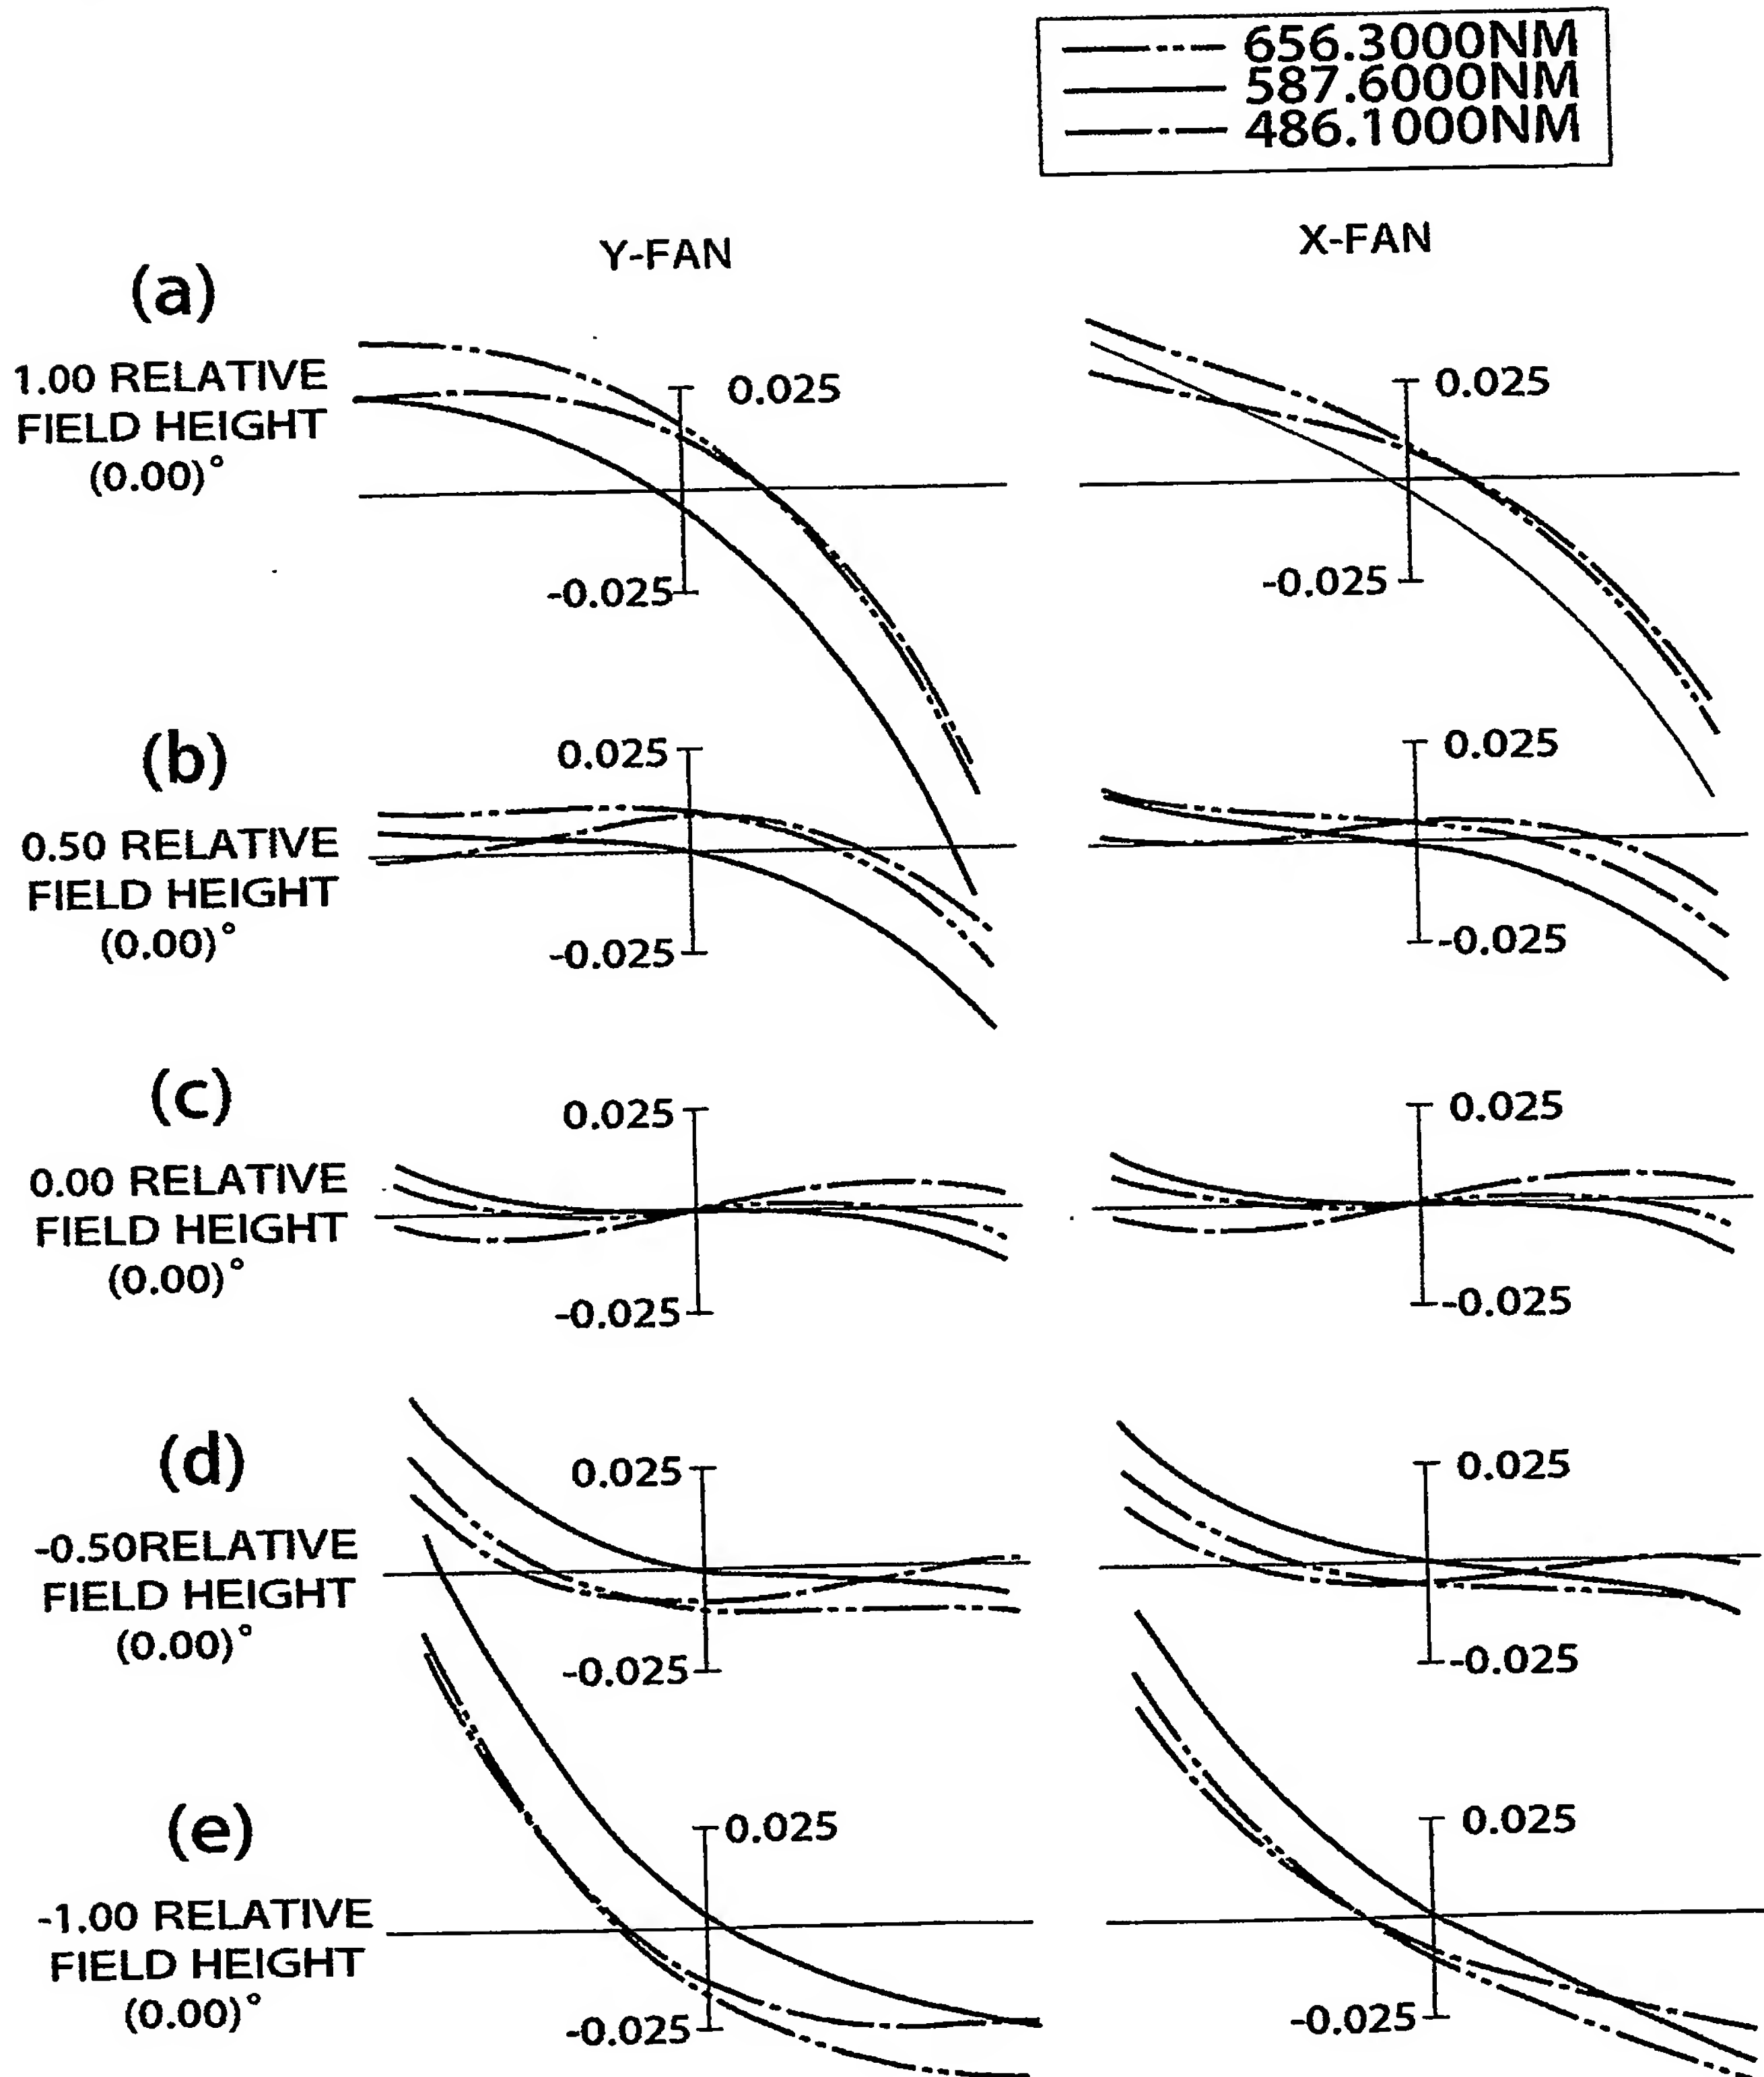 656.3000NM
587.6000NM
486.1000NM
Y-FAN
X-FAN
(a)
1.00 RELATIVE
FIELD HEIGHT
(0.00)°
0.025
-0.025
0.025
-0.025
(b)
0.50 RELATIVE
FIELD HEIGHT
(0.00)°
0.025
-0.025
0.025
-0.025
(c)
0.00 RELATIVE
FIELD HEIGHT
(0.00)°
0.025
-0.025
0.025
-0.025
(d)
-0.50RELATIVE
FIELD HEIGHT
(0.00)°
0.025
-0.025
0.025
-0.025
(e)
-1.00 RELATIVE
FIELD HEIGHT
(0.00)°
0.025
-0.025
0.025
-0.025